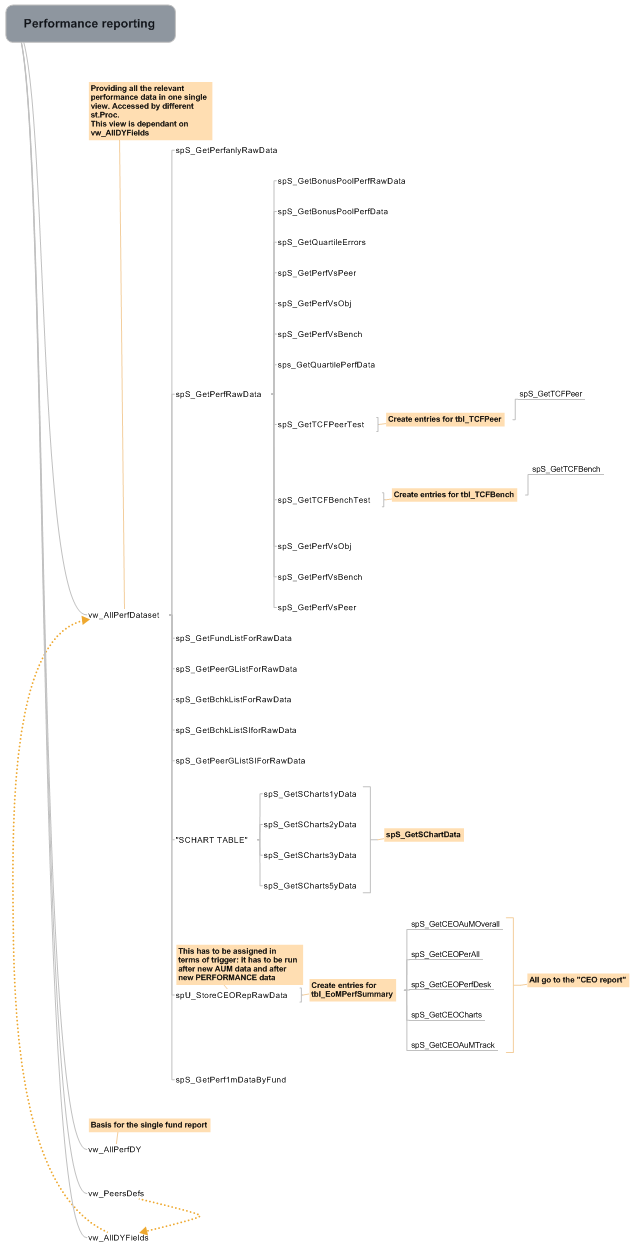 Performance reporting
Providing all the relevant
performance data in one single
view. Accessed by different
st.Proc.
This view is dependant on
vw_AllDYFields
spS_GetPerfanlyRawData
spS_GetBonusPoolPerfRawData
spS_GetBonusPoolPerfData
spS_GetQuartileErrors
spS_GetPerfVsPeer
spS_GetPerfVsObj
spS_GetPerfVsBench
sps_GetQuartilePerfData
spS_GetPerfRawData
spS_GetTCFPeerTest
Create entries for tbl_TCFPeer
spS_GetTCFPeer
spS_GetTCFBenchTest
Create entries for tbl_TCFBench
spS_GetTCFBench
spS_GetPerfVsObj
spS_GetPerfVsBench
spS_GetPerfVsPeer
vw_AllPerfDataset
spS_GetFundListForRawData
spS_GetPeerGListForRawData
spS_GetBchkListForRawData
spS_GetBchkListSIforRawData
spS_GetPeerGListSIForRawData
"SCHART TABLE"
spS_GetSCharts1yData
spS_GetSCharts2yData
spS_GetSCharts3yData
spS_GetSCharts5yData
spS_GetSChartData
This has to be assigned in
terms of trigger: it has to be run
after new AUM data and after
new PERFORMANCE data
spU_StoreCEORepRawData
Create entries for
tbl_EoMPerfSummary
spS_GetCEOAuMOverall
spS_GetCEOPerAll
spS_GetCEOPerfDesk
spS_GetCEOCharts
spS_GetCEOAuMTrack
All go to the "CEO report"
spS_GetPerf1mDataByFund
Basis for the single fund report
vw_AllPerfDY
vw_PeersDefs
vw_AllDYFields